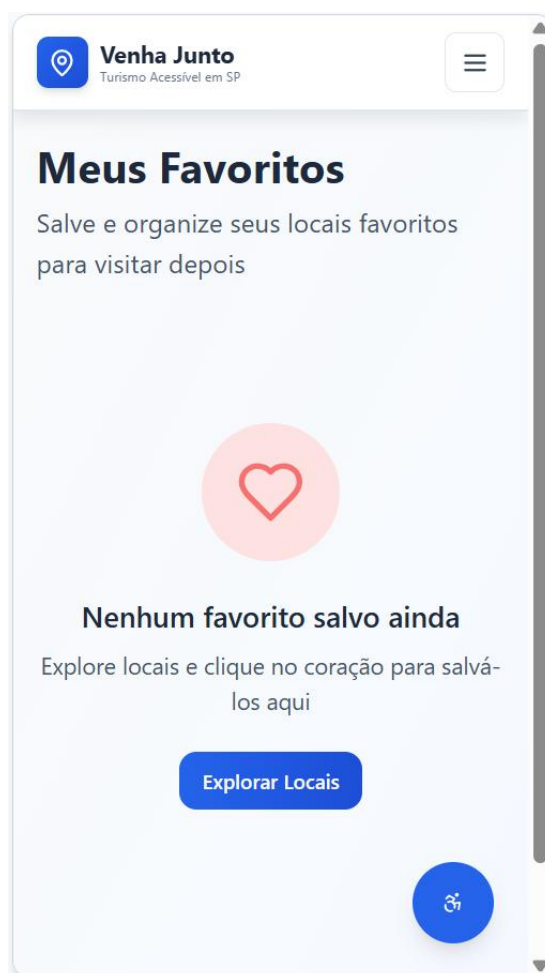 Venha Junto
Turismo Acessível em SP
Meus Favoritos
Salve e organize seus locais favoritos
para visitar depois
Nenhum favorito salvo ainda
Explore locais e clique no coração para salvá-
los aqui
Explorar Locais